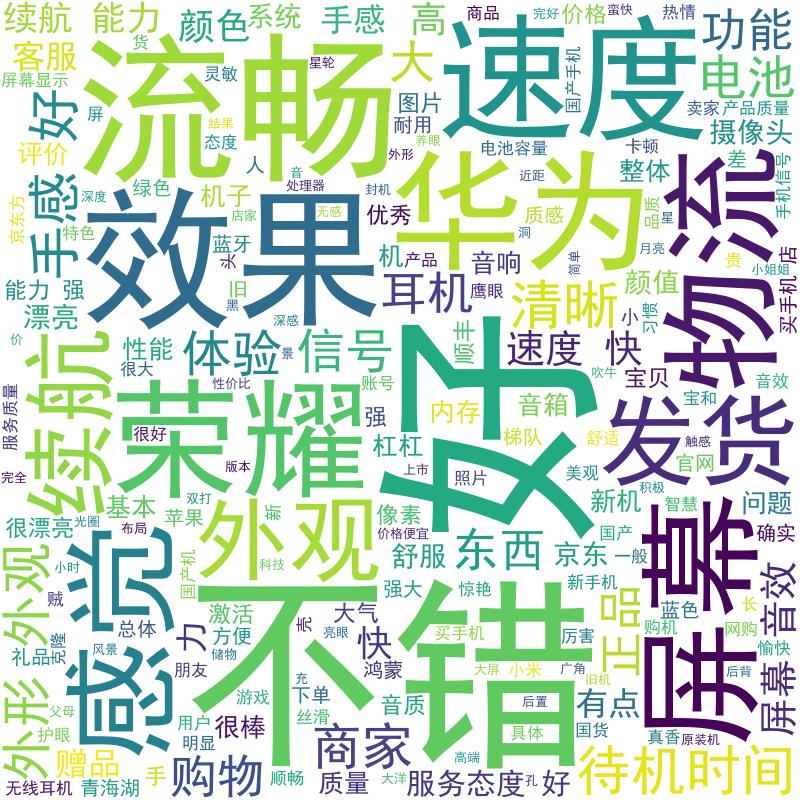 续航 能力
颜色
系统
手感
高
商品
完好
价格
蛮快
热情
功能
客服
货
流畅
灵敏
星轮
大
速度
国产手机
电池
屏幕显示
好
屏
图片
耐用
卖家
产品质量
摄像头
评价
结果
态度
养眼
外形
电池容量
卡顿
差
手感
深度
绿色
人
音
处理器
封机
近距
整体
物流
手机信号
京东方
特色
机子
店家
无感
优秀
华为
质感
品质
星
效果
洞
月亮
贵
店
能力 强
蓝牙
头
机
产品
音响
简单
小姐姐
买手机
漂亮
旧
黑
耳机
鹰眼
清晰
颜值
小
习惯
价
深感
顺丰
续航
性能
体验
景
信号
速度 快
吹牛
音效
很大
性价比
账号
宝贝
服务质量
荣耀
强
内存
音箱
好
发货
宝和
很好
杠杠
梯队
舒适
触感
完全
版本
上市
照片
美观
官网
基本
双打
新
像素
新机
积极
智慧
问题
很漂亮
光圈
苹果
布局
外观
价格便宜
国产
确实
感觉
科技
舒服
东西
京东
一般
屏幕
外形 外观
小时
国产机
不错
强大
惊艳
新手机
蓝色
长
音效
贼
激活
大气
厉害
正品
购机
网购
礼品
克隆
总体
方便
力
壳
亮眼
快
买手机
愉快
风景
朋友
储物
鸿蒙
大屏
小米
广角
旧机
后背
屏幕
父母
游戏
充
下单
音质
后置
有点
护眼
用户
很棒
丝滑
商家
具体
国货
真香
原装机
赠品
明显
高端
无线耳机
青海湖
手
购物
顺畅
质量
大洋
服务态度
孔
好
待机时间